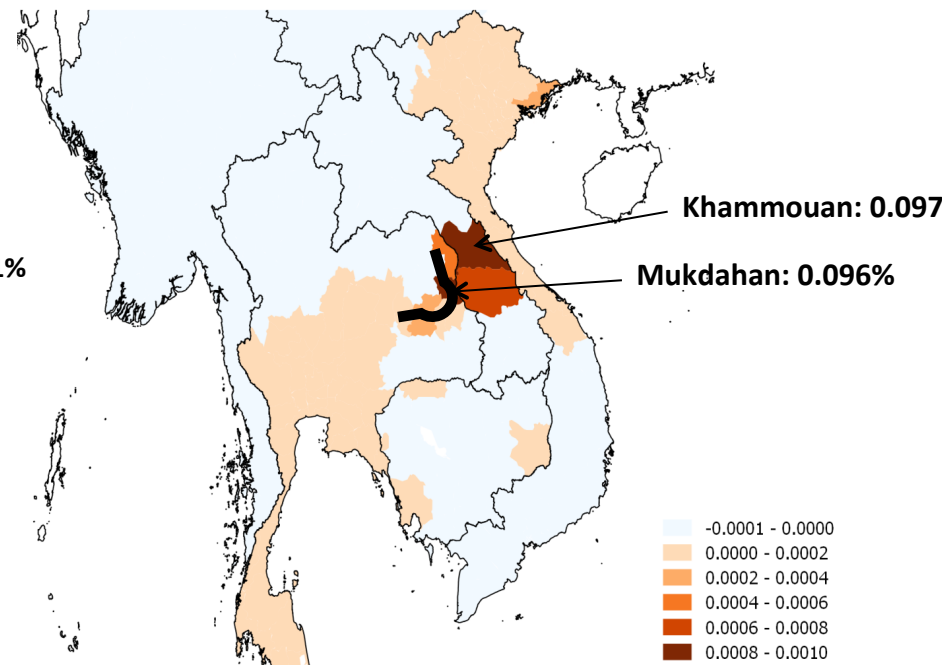 Khammouan: 0.097
%
Mukdahan: 0.096%
-0.0001 - 0.0000
0.0000 - 0.0002
0.0002 - 0.0004
0.0004 - 0.0006
0.0006 - 0.0008
0.0008 - 0.0010